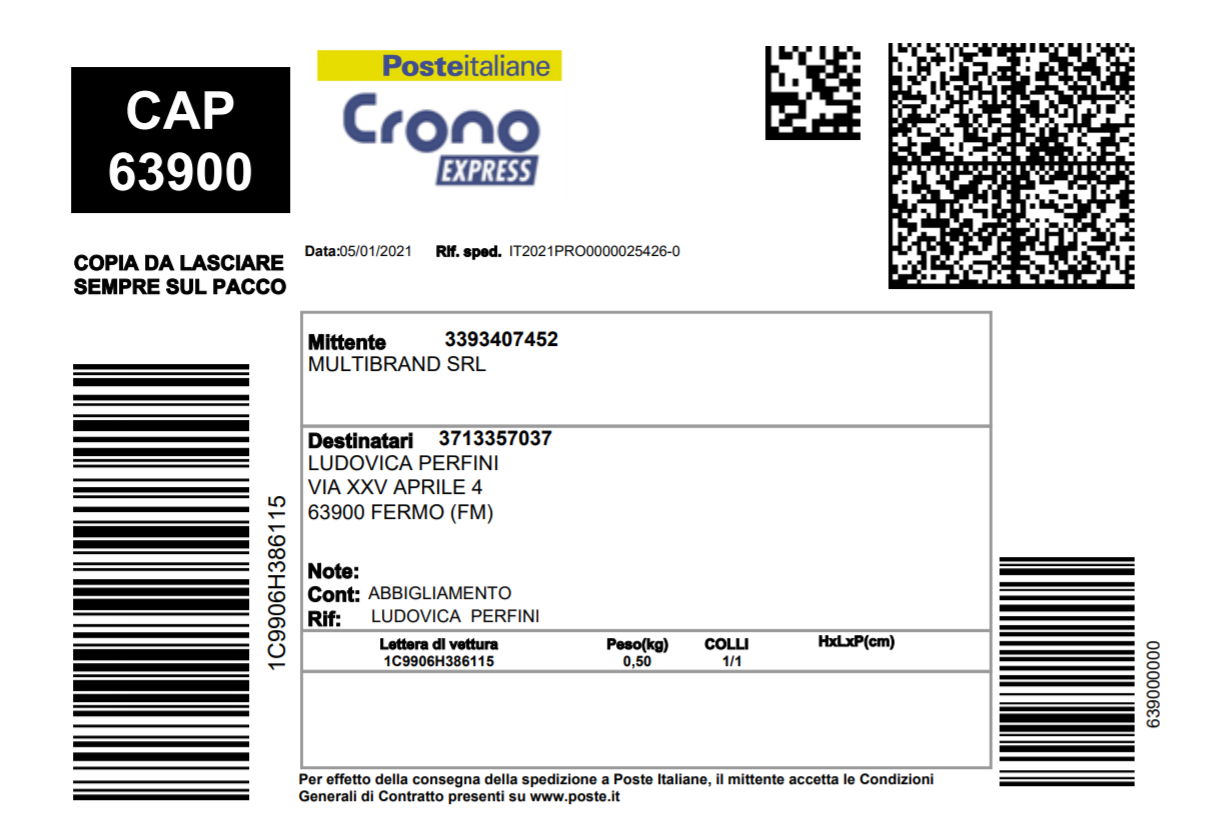 CAP
63900
Posteitaliane
Crono
EXPRESS
COPIA DA LASCIARE
SEMPRE SUL PACCO
Data:05/01/2021 Rif. sped. IT2021PRO0000025426-0
Mittente 3393407452
MULTIBRAND SRL
Destinatari 3713357037
LUDOVICA PERFINI
VIA XXV APRILE 4
63900 FERMO (FM)
Note:
Cont: ABBIGLIAMENTO
Rif: LUDOVICA PERFINI
Lettera di vettura Peso(kg) COLLI HxLxP(cm)
1C9906H386115 0,50 1/1
1C9906H386115
639000000
Per effetto della consegna della spedizione a Poste Italiane, il mittente accetta le Condizioni
Generali di Contratto presenti su www.poste.it